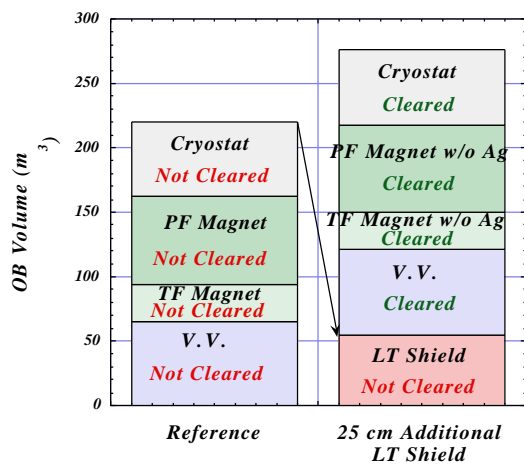 300
250
200
150
100
50
0
OB Volume (m
3
)
Cryostat
Not Cleared
PF Magnet
Not Cleared
TF Magnet
Not Cleared
V.V.
Not Cleared
Cryostat
Cleared
PF Magnet w/o Ag
Cleared
TF Magnet w/o Ag
Cleared
V.V.
Cleared
LT Shield
Not Cleared
Reference
25 cm Additional
LT Shield